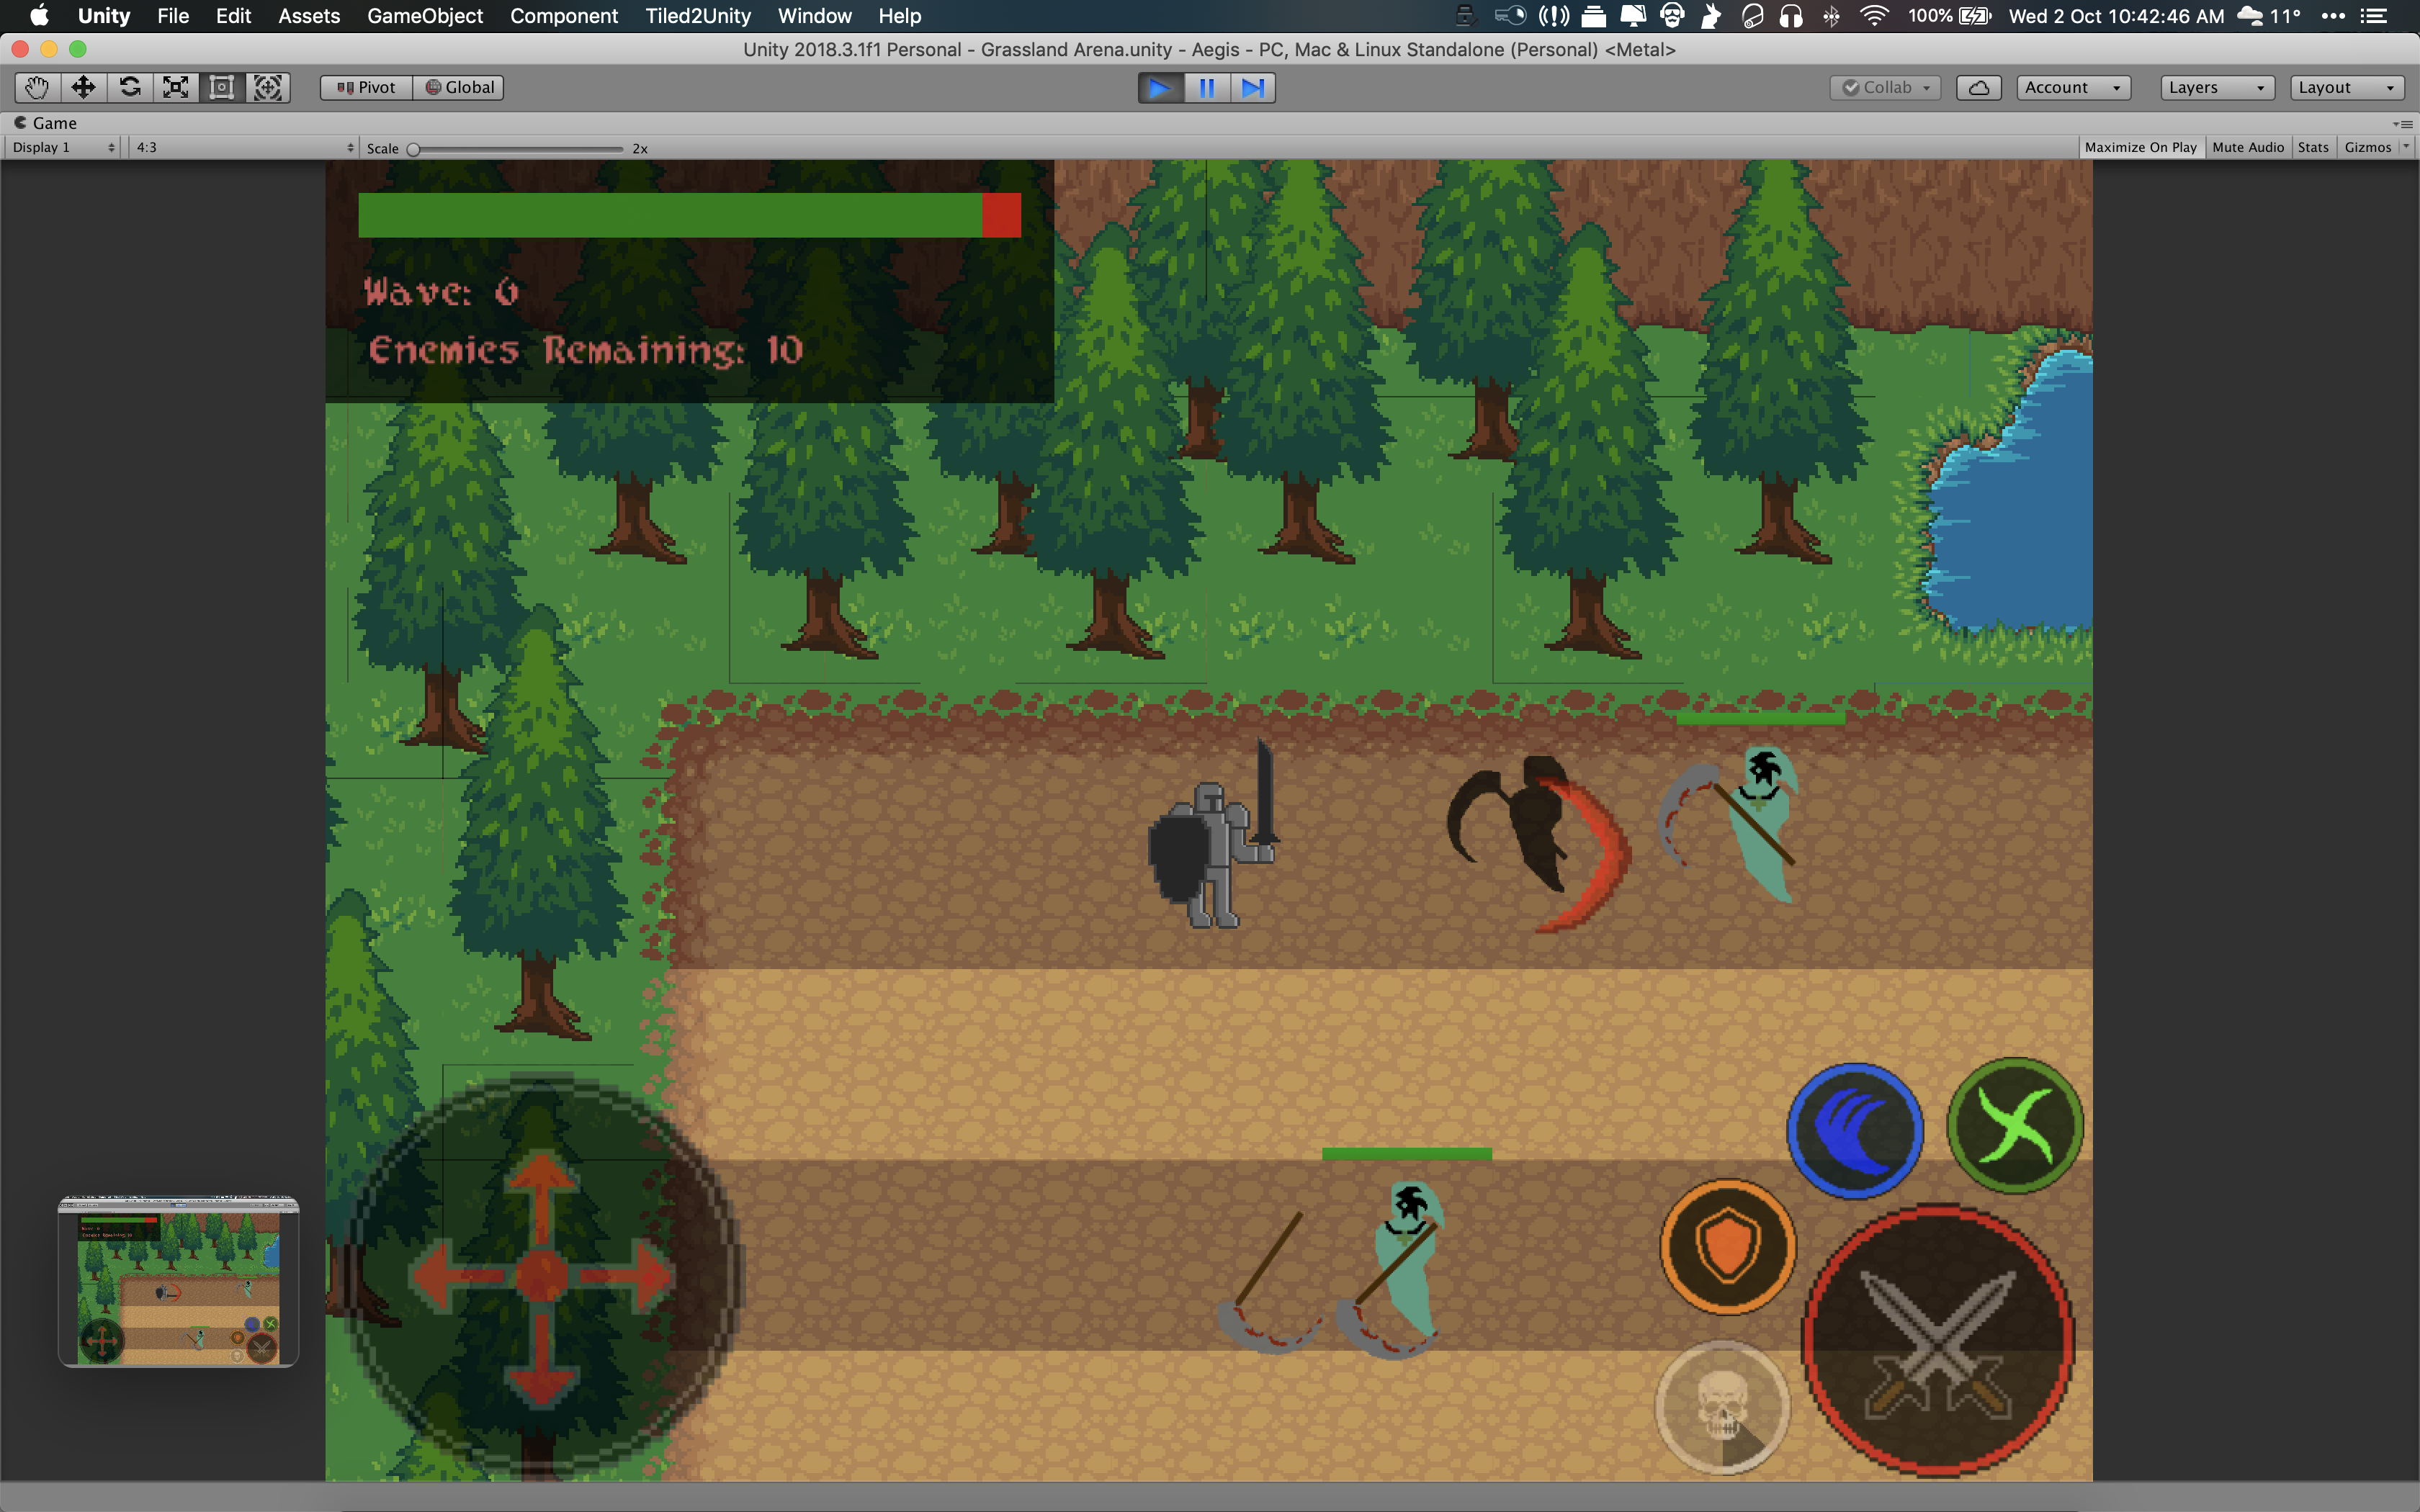 Unity File Edit Assets GameObject Component Tiled2Unity Window Help 100% Wed 2 Oct 10:42:46 AM 11°
Unity 2018.3.1f1 Personal - Grassland Arena.unity - Aegis - PC, Mac & Linux Standalone (Personal) <Metal>
Pivot Global Collab Account Layers Layout
Game
Display 1 4:3 Scale 2x Maximize On Play Mute Audio Stats Gizmos
Wave: 6
Enemies Remaining: 10